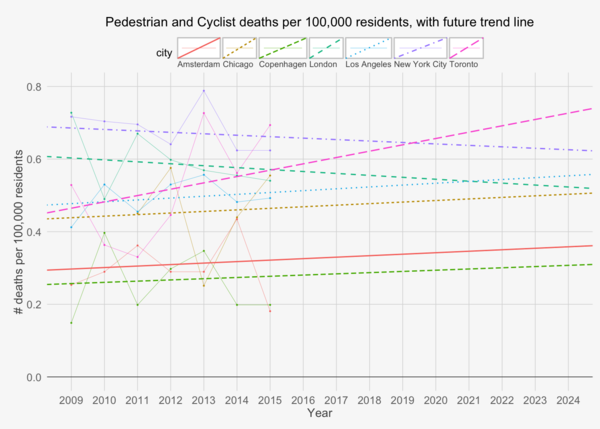 Pedestrian and Cyclist deaths per 100,000 residents, with future trend line
city
Amsterdam Chicago Copenhagen London Los Angeles New York City Toronto
# deaths per 100,000 residents
0.8
0.6
0.4
0.2
0.0
2009 2010 2011 2012 2013 2014 2015 2016 2017 2018 2019 2020 2021 2022 2023 2024
Year